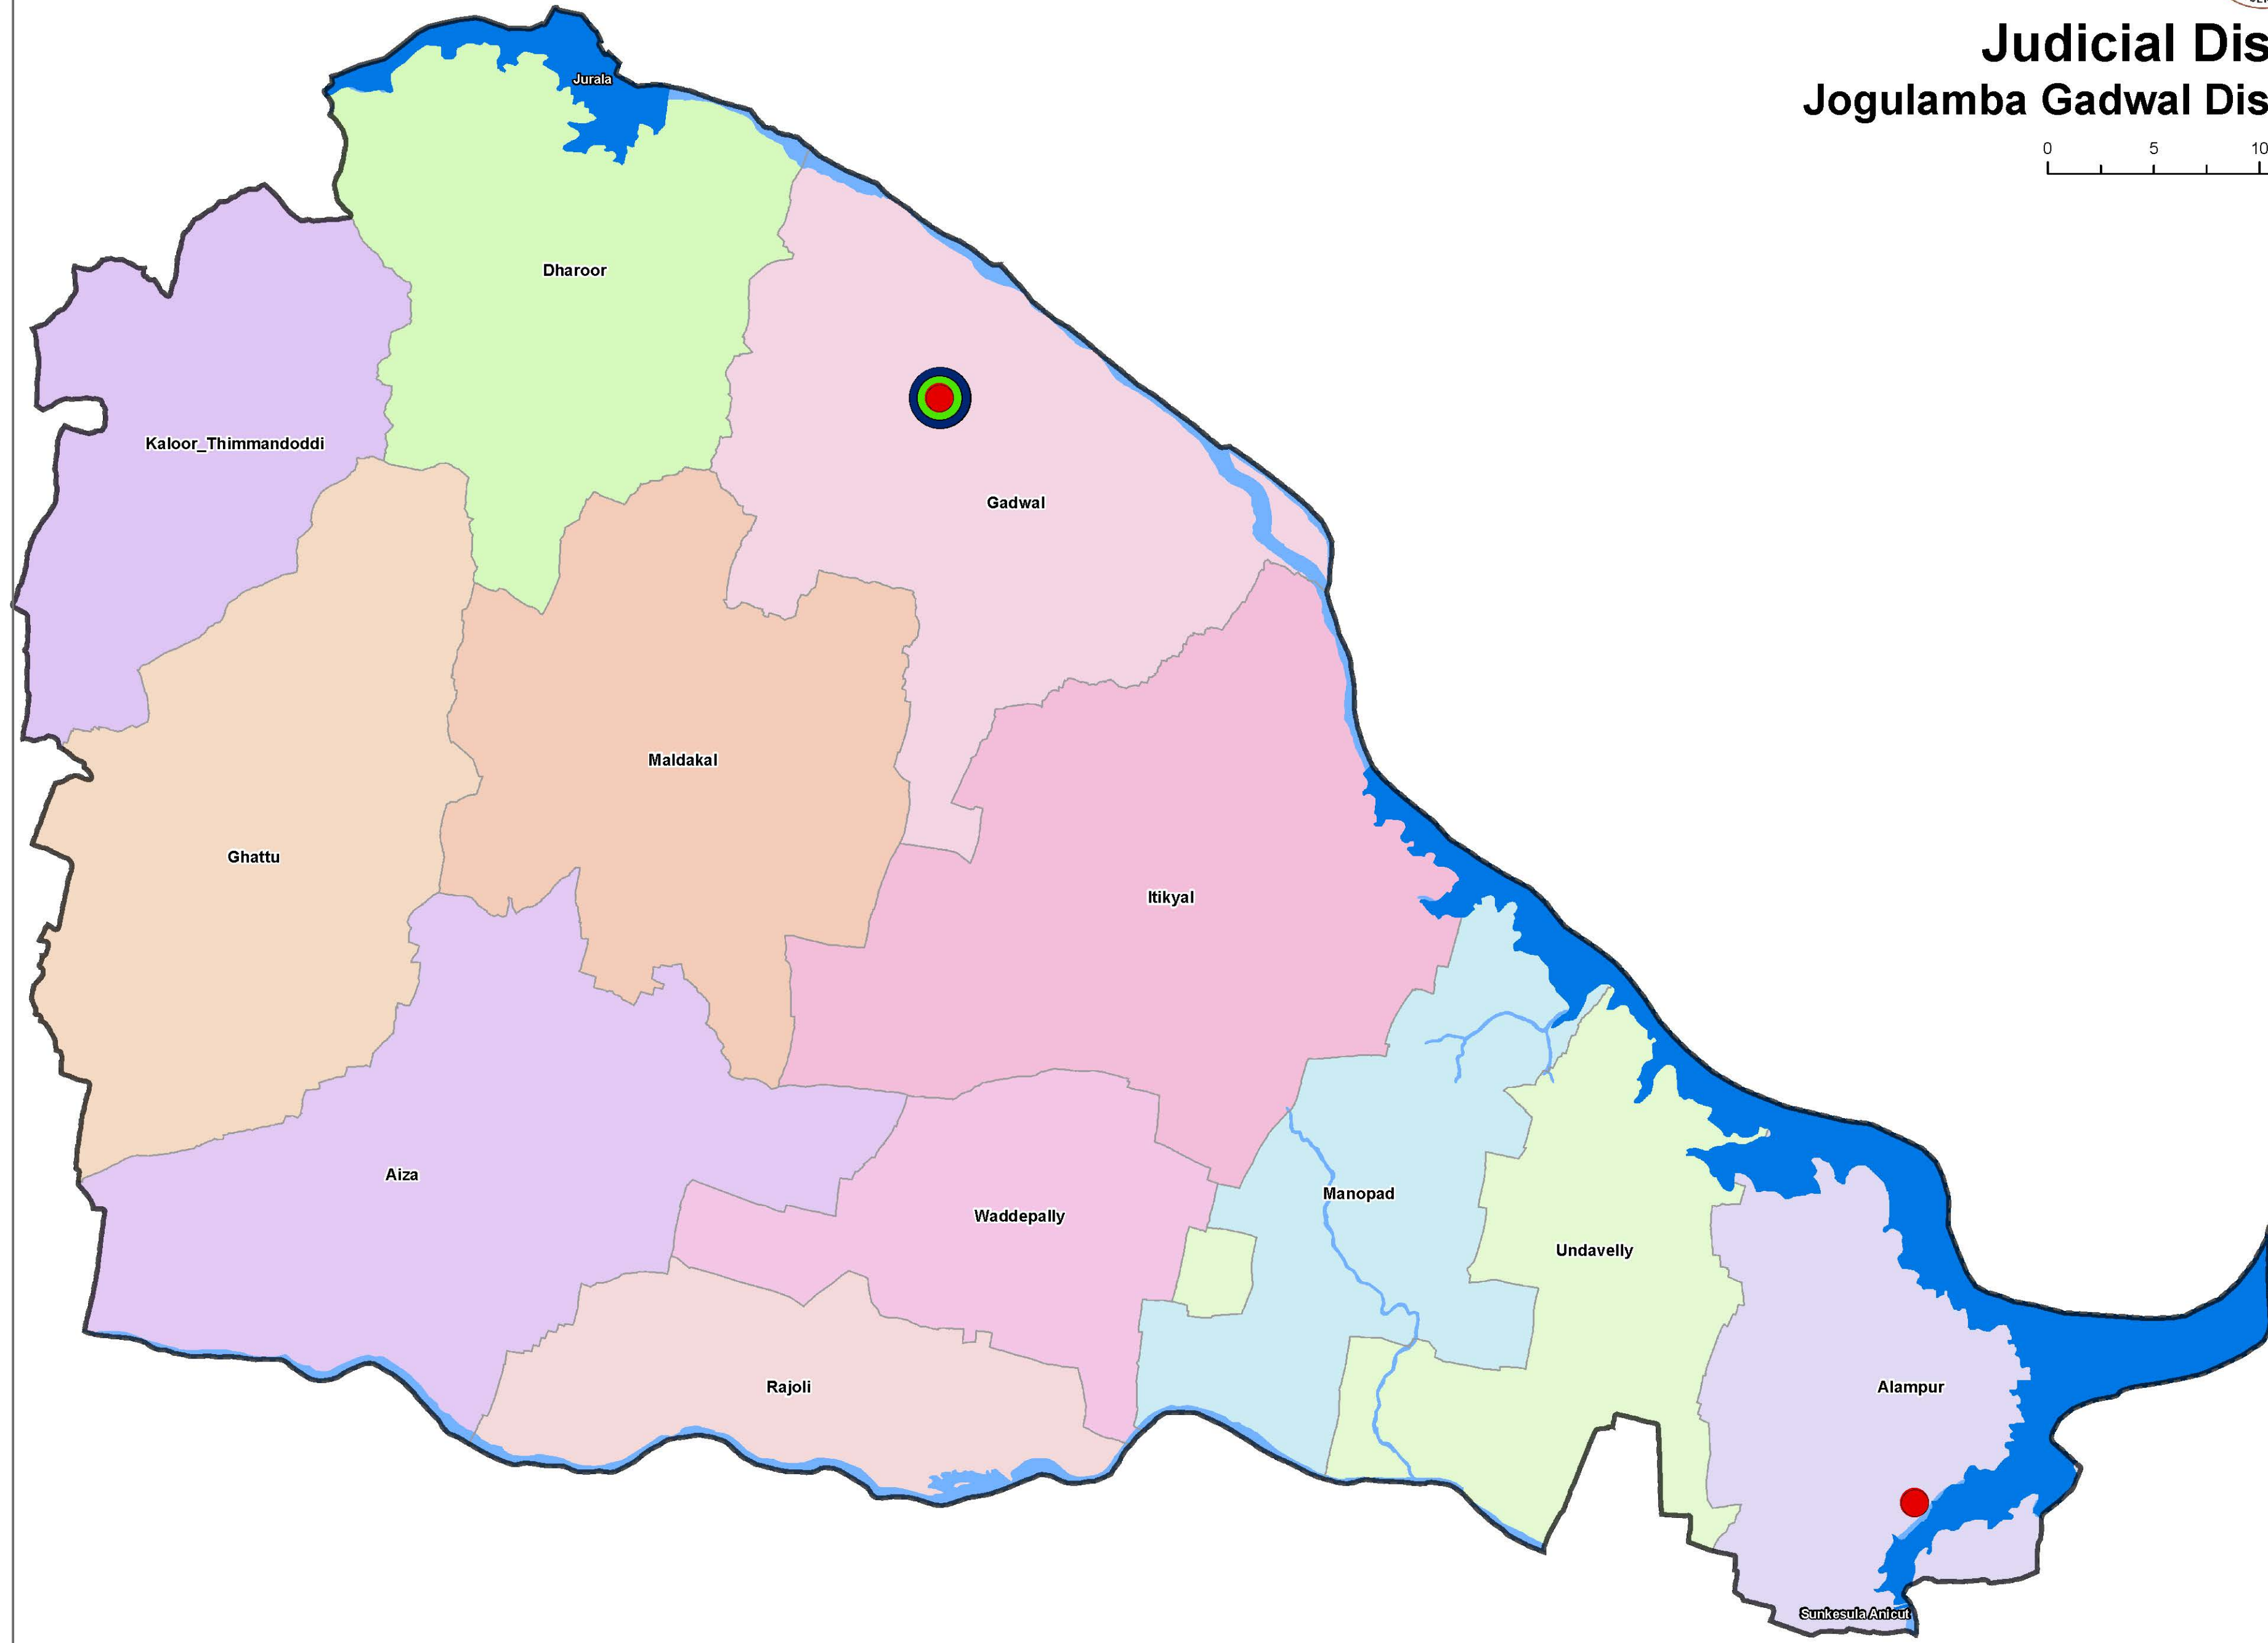 Judicial Dis
Jogulamba Gadwal Dis
0 5 10
Jurala
Dharoor
Kaloor_Thimmandoddi
Gadwal
Maldakal
Ghattu
Itikyal
Aiza
Manopad
Waddepally
Undavelly
Rajoli
Alampur
Sunkesula Anicut